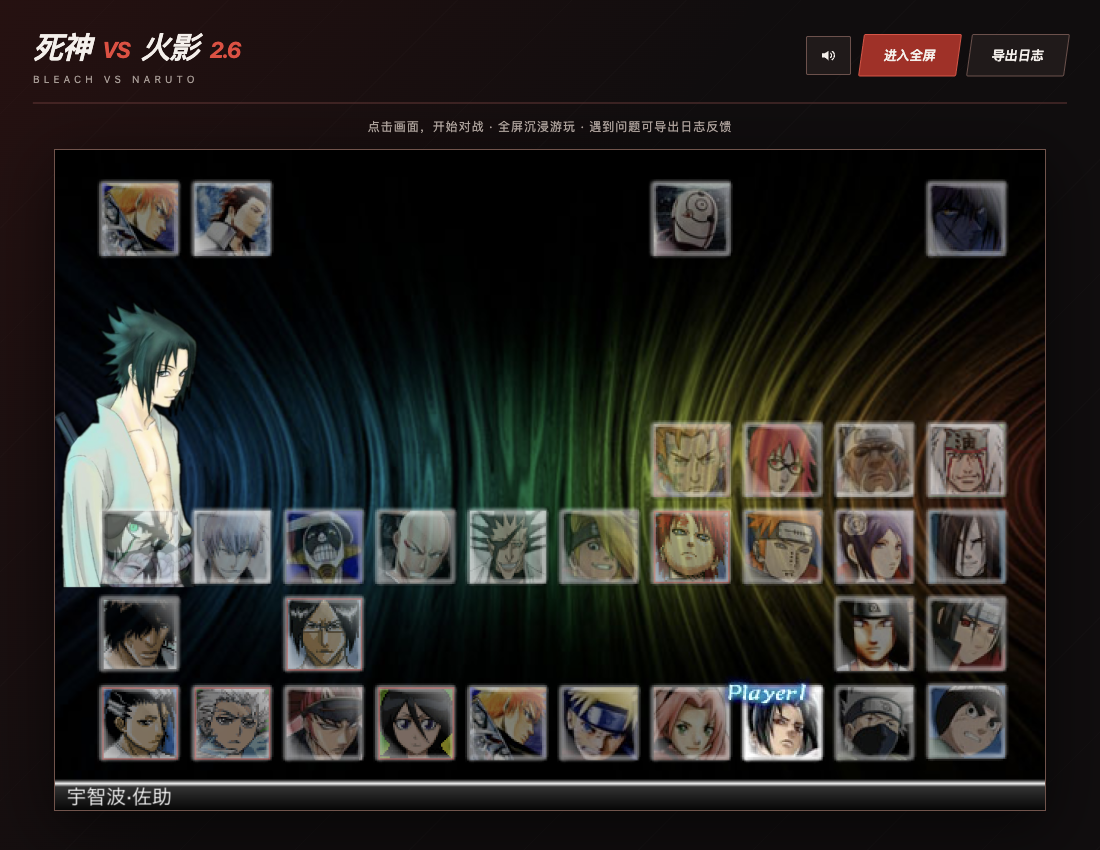 死神 VS 火影 2.6
BLEACH VS NARUTO
进入全屏
导出日志
点击画面，开始对战 · 全屏沉浸游玩 · 遇到问题可导出日志反馈
Player1
宇智波·佐助